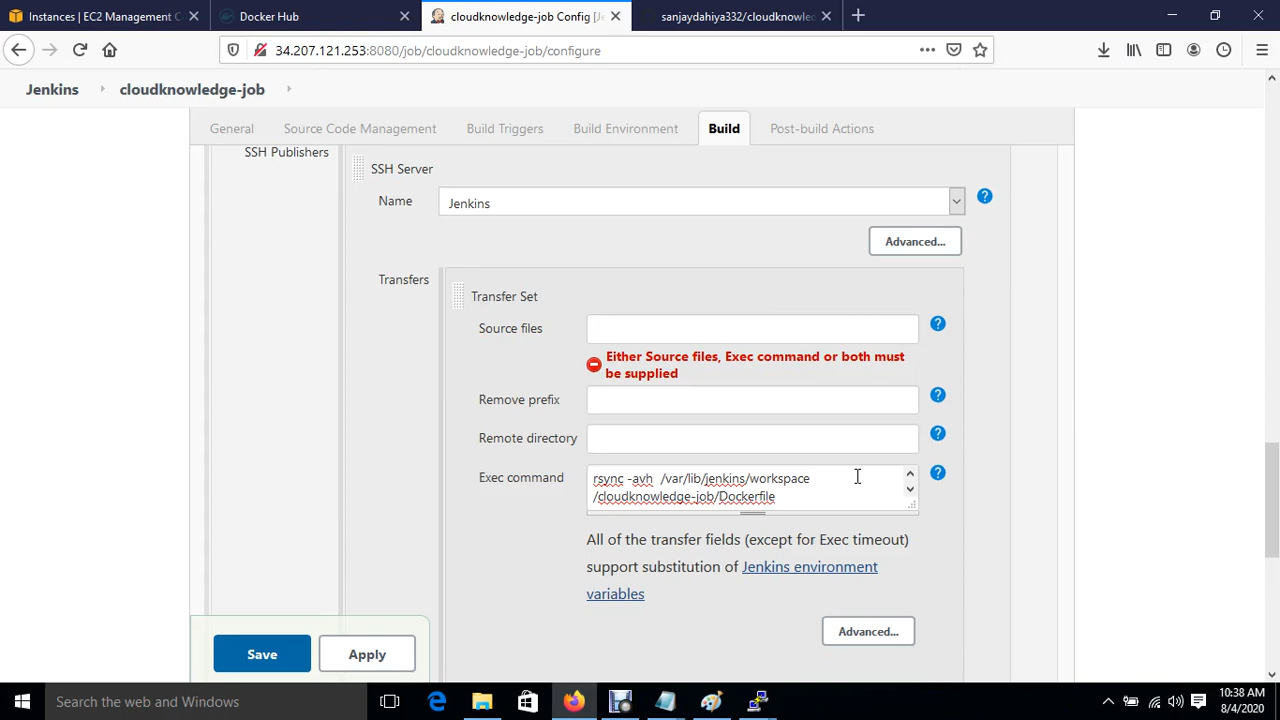 Instances | EC2 Management C
Docker Hub
cloudknowledge-job Config [Je
sanjaydahiya332/cloudknowled
34.207.121.253:8080/job/cloudknowledge-job/configure
Jenkins
cloudknowledge-job
General
Source Code Management
Build Triggers
Build Environment
Build
Post-build Actions
SSH Publishers
SSH Server
Name
Jenkins
Advanced...
Transfers
Transfer Set
Source files
Either Source files, Exec command or both must
be supplied
Remove prefix
Remote directory
Exec command
rsync -avh  /var/lib/jenkins/workspace
/cloudknowledge-job/Dockerfile
All of the transfer fields (except for Exec timeout)
support substitution of Jenkins environment
variables
Advanced...
Save
Apply
Search the web and Windows
10:38 AM
8/4/2020